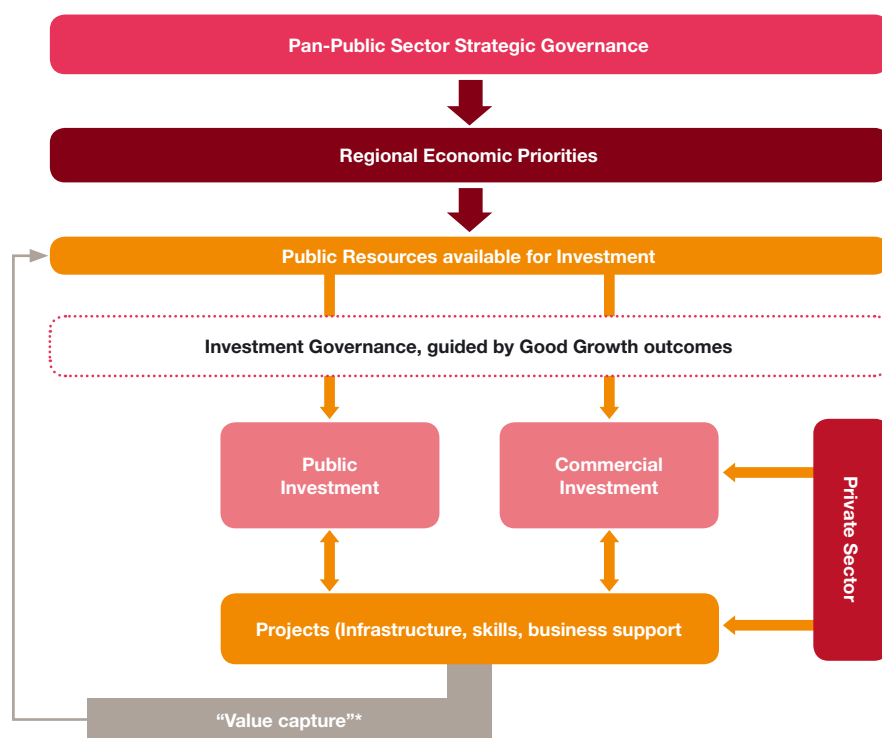 Pan-Public Sector Strategic Governance
Regional Economic Priorities
Public Resources available for Investment
Investment Governance, guided by Good Growth outcomes
Public
Investment
Commercial
Investment
Private Sector
Projects (Infrastructure, skills, business support
“Value capture”*